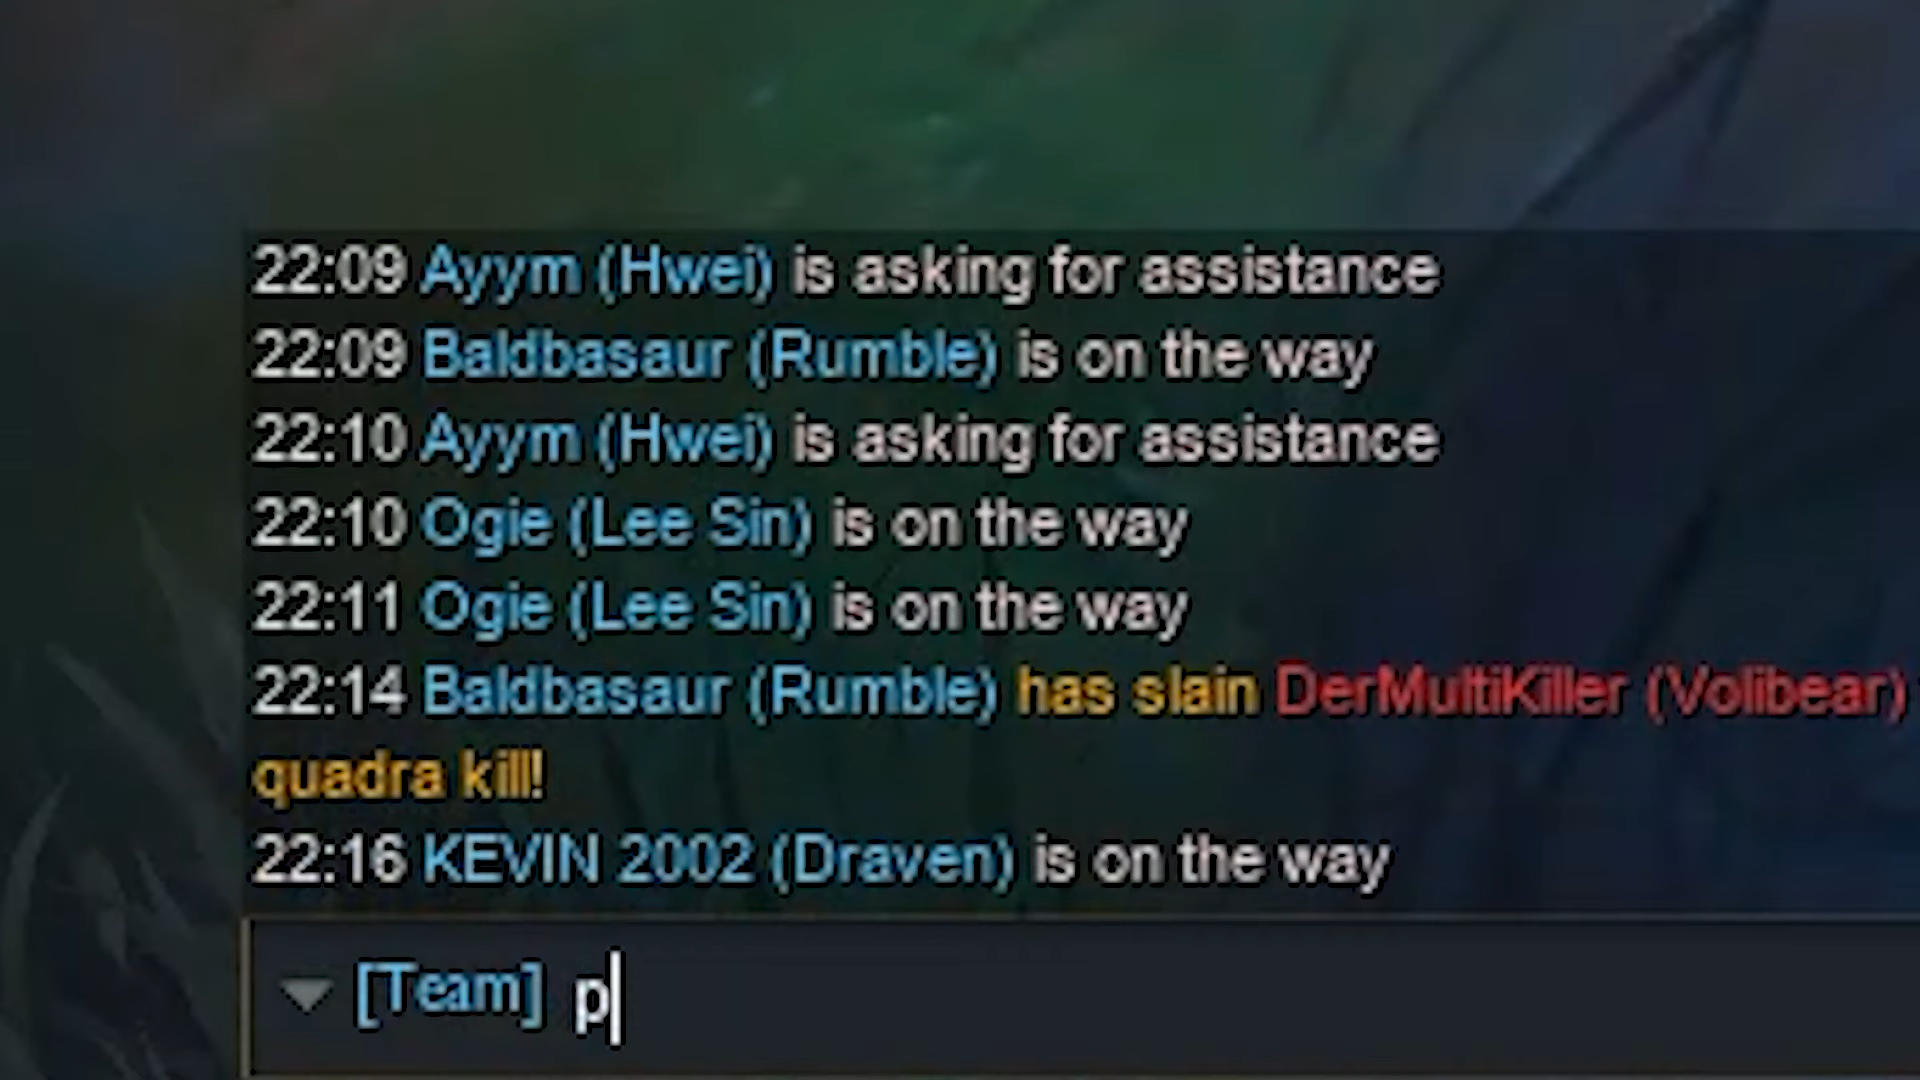 22:09 Ayym (Hwei) is asking for assistance
22:09 Baldbasaur (Rumble) is on the way
22:10 Ayym (Hwei) is asking for assistance
22:10 Ogie (Lee Sin) is on the way
22:11 Ogie (Lee Sin) is on the way
22:14 Baldbasaur (Rumble) has slain DerMultiKiller (Volibear)
quadra kill!
22:16 KEVIN 2002 (Draven) is on the way
[Team] p